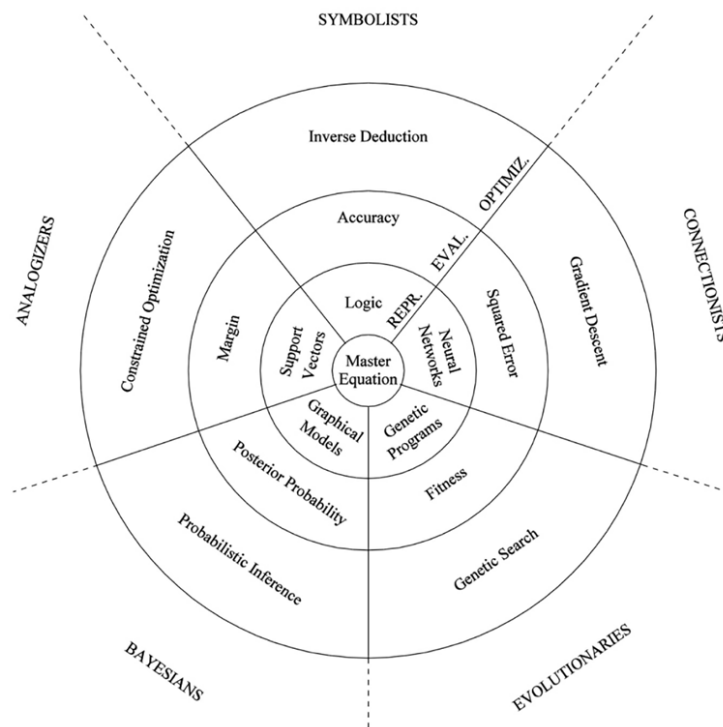 SYMBOLISTS
Inverse Deduction
OPTIMIZ.
Accuracy
EVAL.
ANALOGIZERS
Constrained Optimization
Margin
Support
Vectors
Logic
REPR.
Neural
Networks
Squared Error
Gradient Descent
CONNECTIONISTS
Master
Equation
Graphical
Models
Genetic
Programs
Posterior Probability
Fitness
Probabilistic Inference
Genetic Search
BAYESIANS
EVOLUTIONARIES